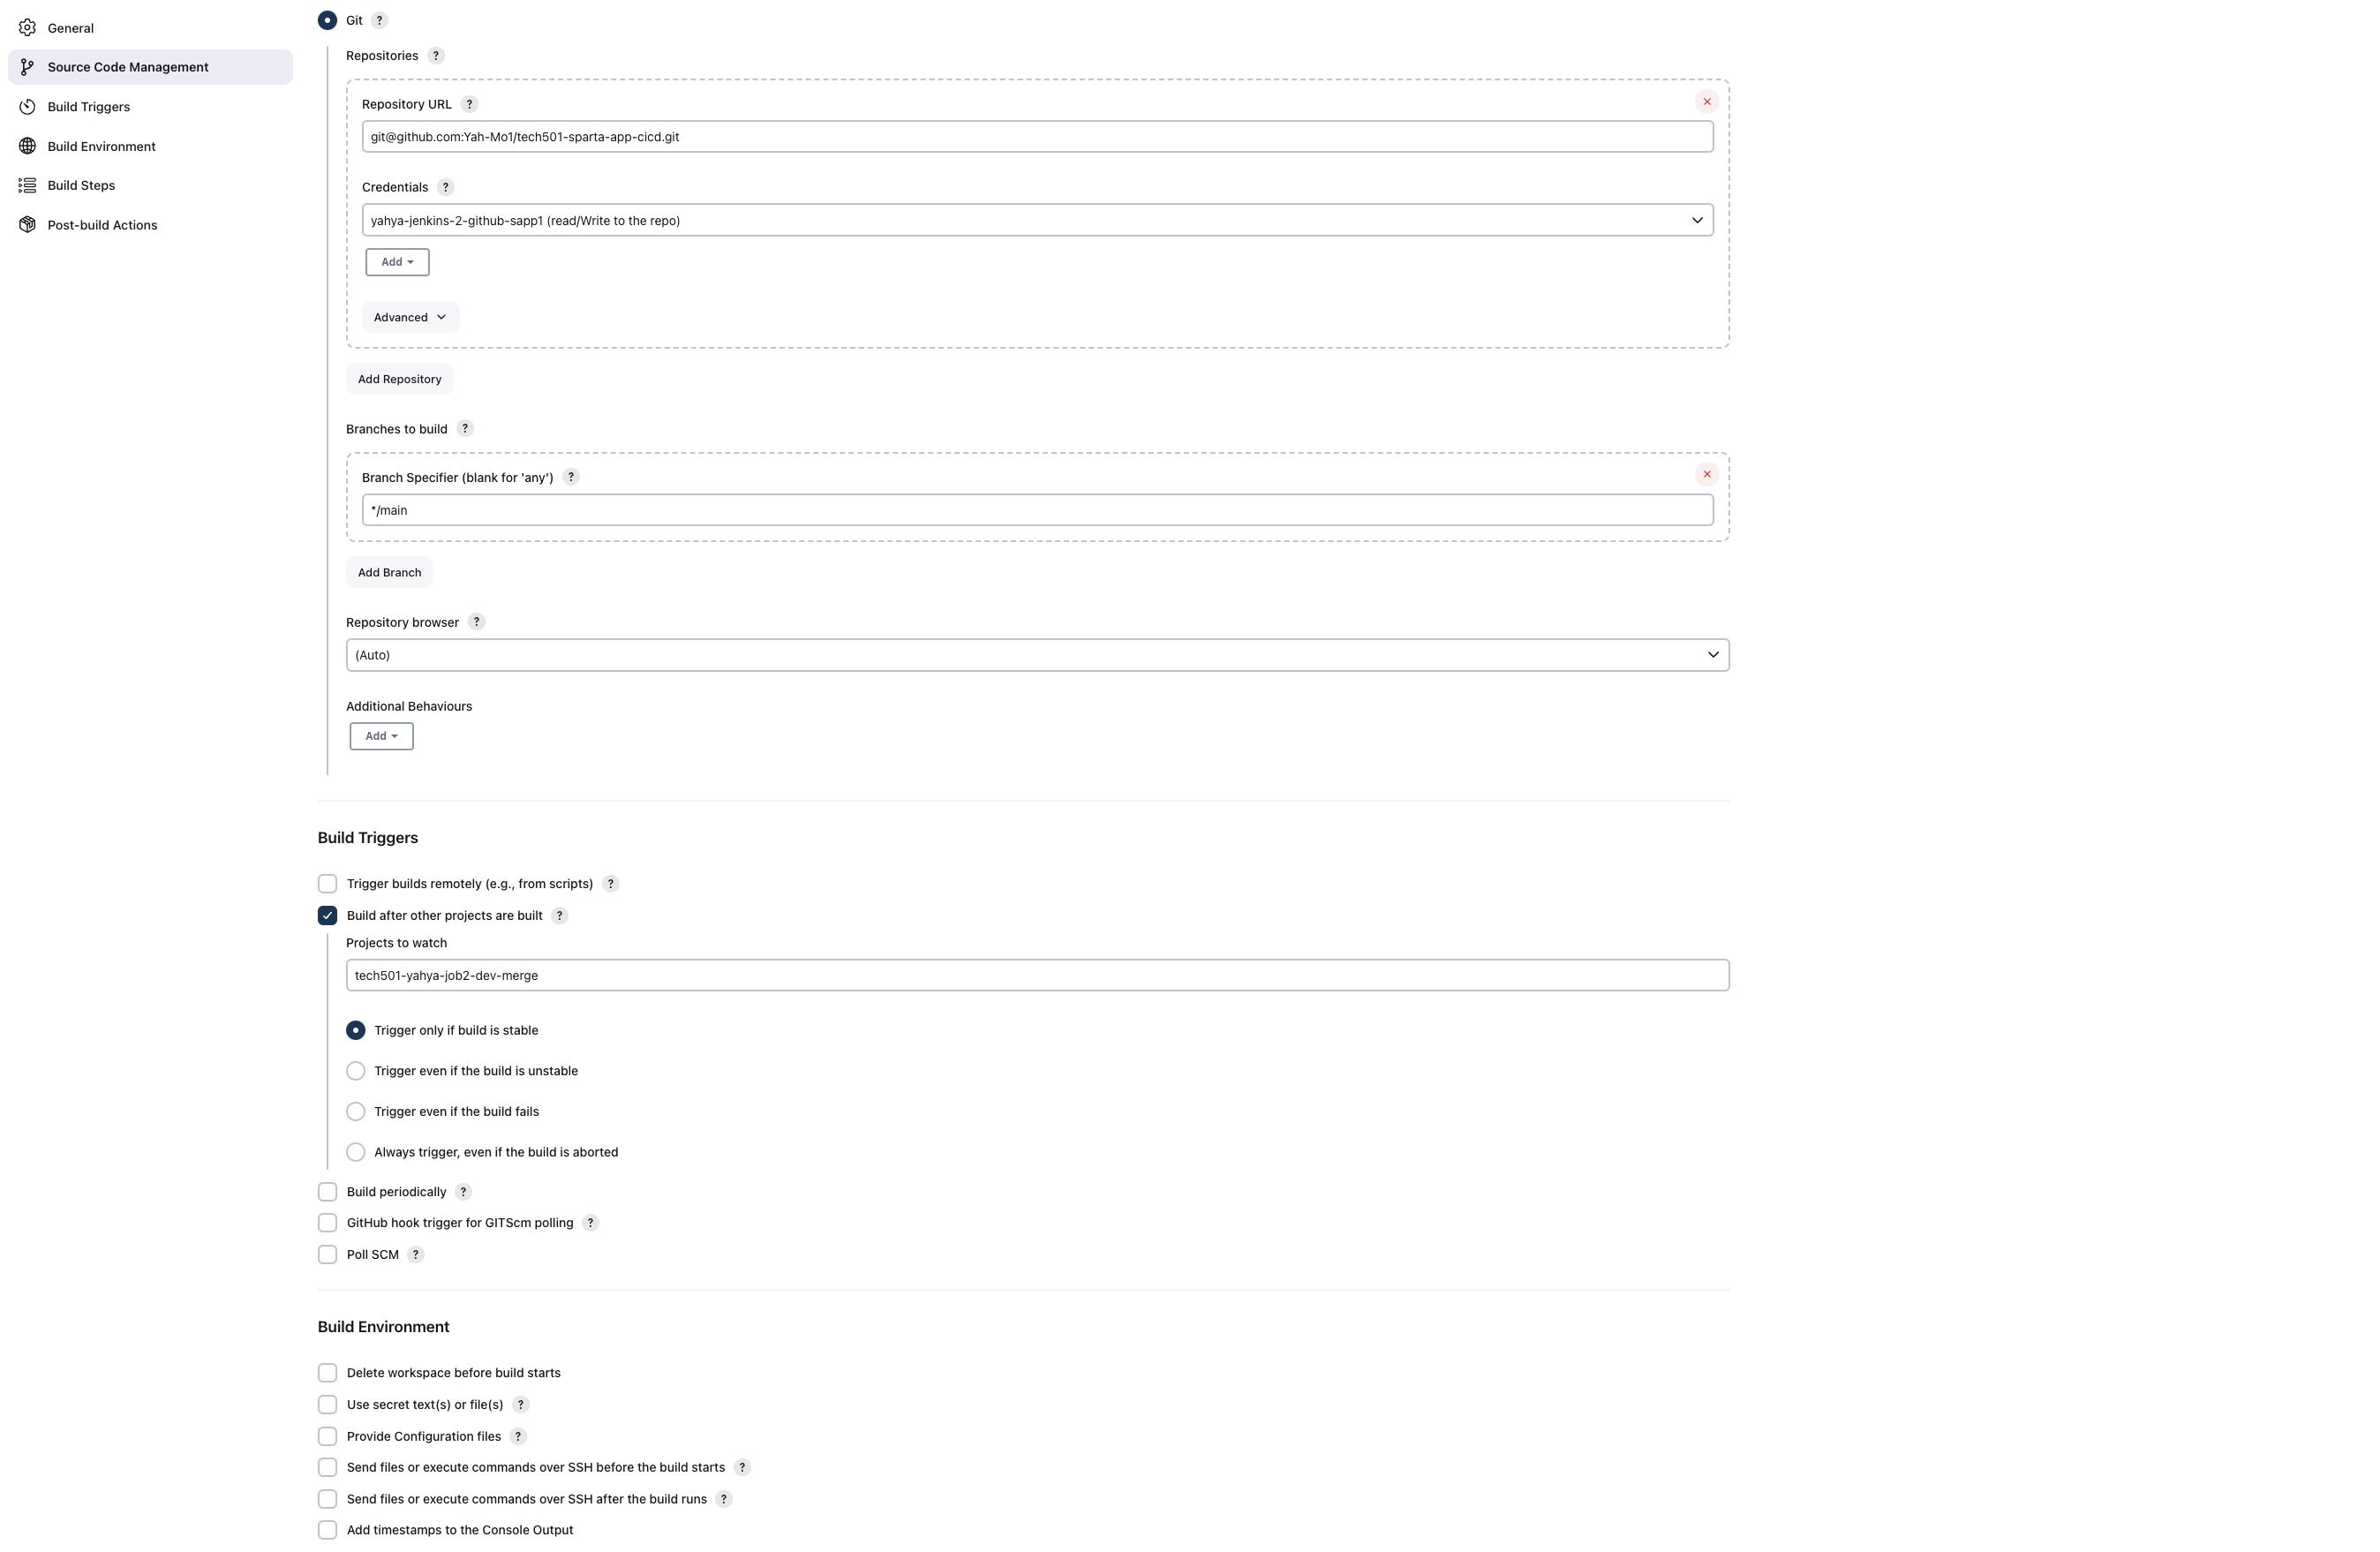 General
Source Code Management
Build Triggers
Build Environment
Build Steps
Post-build Actions
Git ?
Repositories ?
Repository URL ?
git@github.com:Yah-Mo1/tech501-sparta-app-cicd.git
Credentials ?
yahya-jenkins-2-github-sapp1 (read/Write to the repo)
Add
Advanced
Add Repository
Branches to build ?
Branch Specifier (blank for 'any') ?
*/main
Add Branch
Repository browser ?
(Auto)
Additional Behaviours
Add
Build Triggers
Trigger builds remotely (e.g., from scripts) ?
Build after other projects are built ?
Projects to watch
tech501-yahya-job2-dev-merge
Trigger only if build is stable
Trigger even if the build is unstable
Trigger even if the build fails
Always trigger, even if the build is aborted
Build periodically ?
GitHub hook trigger for GITScm polling ?
Poll SCM ?
Build Environment
Delete workspace before build starts
Use secret text(s) or file(s) ?
Provide Configuration files ?
Send files or execute commands over SSH before the build starts ?
Send files or execute commands over SSH after the build runs ?
Add timestamps to the Console Output